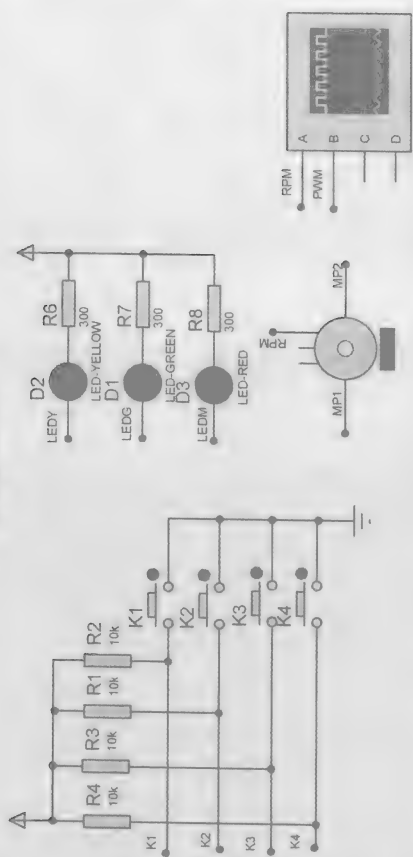 R4
10k
R3
10k
R1
10k
R2
10k
K1
K2
K3
K4
K1
K2
K3
K4
D2
R6
300
LEDY
LED-YELLOW
D1
R7
300
LEDG
LED-GREEN
D3
R8
300
LEDM
LED-RED
RPM
MP1
MP2
RPM
A
PWM
B
C
D